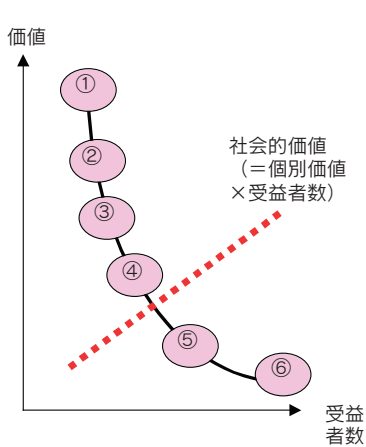 価値
①
②
社会的価値
（＝個別価値
×受益者数）
③
④
⑤
⑥
受益
者数